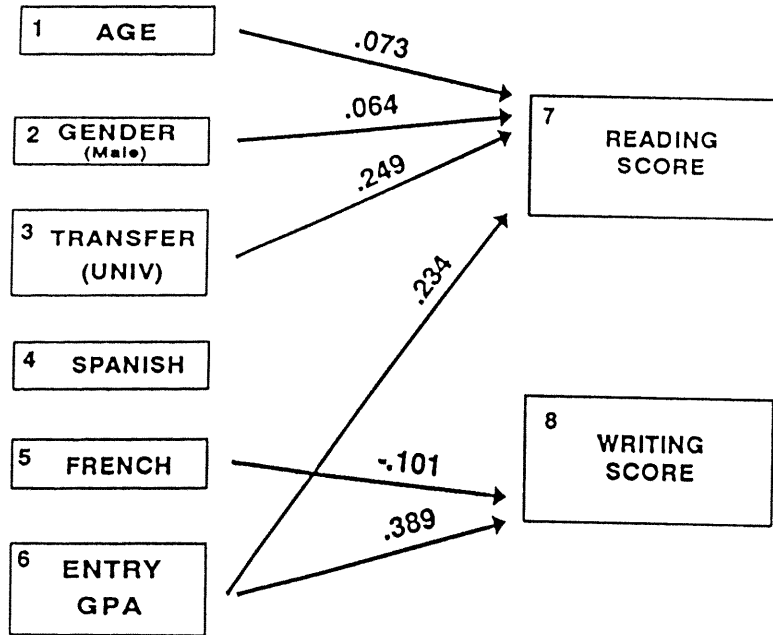 1 AGE
.073
2 GENDER
(Male)
.064
7
READING
SCORE
.249
3 TRANSFER
(UNIV)
.234
4 SPANISH
5 FRENCH
-.101
8
WRITING
SCORE
.389
6 ENTRY
GPA